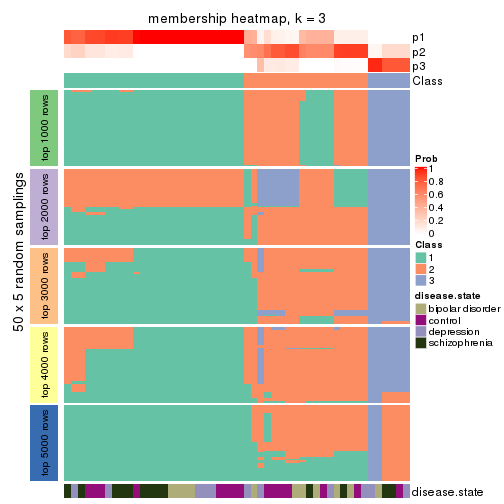 membership heatmap, k = 3
p1
p2
p3
Class
50 x 5 random samplings
top 1000 rows
top 2000 rows
top 3000 rows
top 4000 rows
top 5000 rows
Prob
1
0.8
0.6
0.4
0.2
0
Class
1
2
3
disease.state
bipolar disorder
control
depression
schizophrenia
disease.state